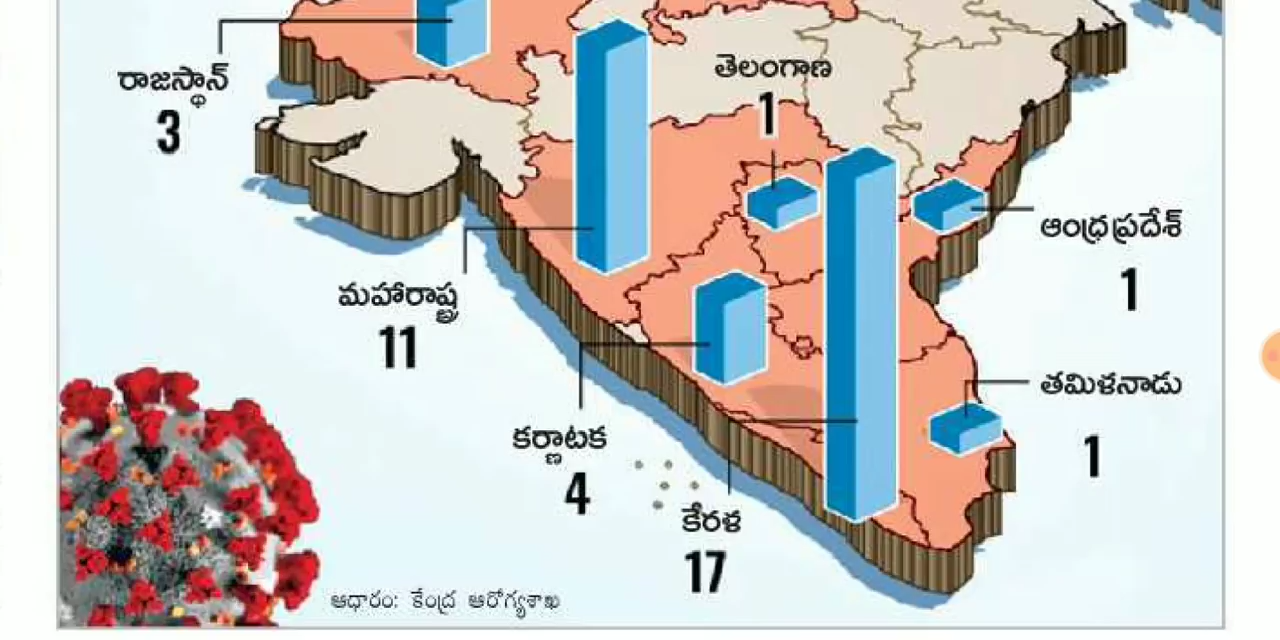 రాజస్థాన్
3
తెలంగాణ
1
ఆంధ్రప్రదేశ్
1
మహారాష్ట్ర
11
తమిళనాడు
1
కర్ణాటక
4
కేరళ
17
ఆధారం: కేంద్ర ఆరోగ్యశాఖ